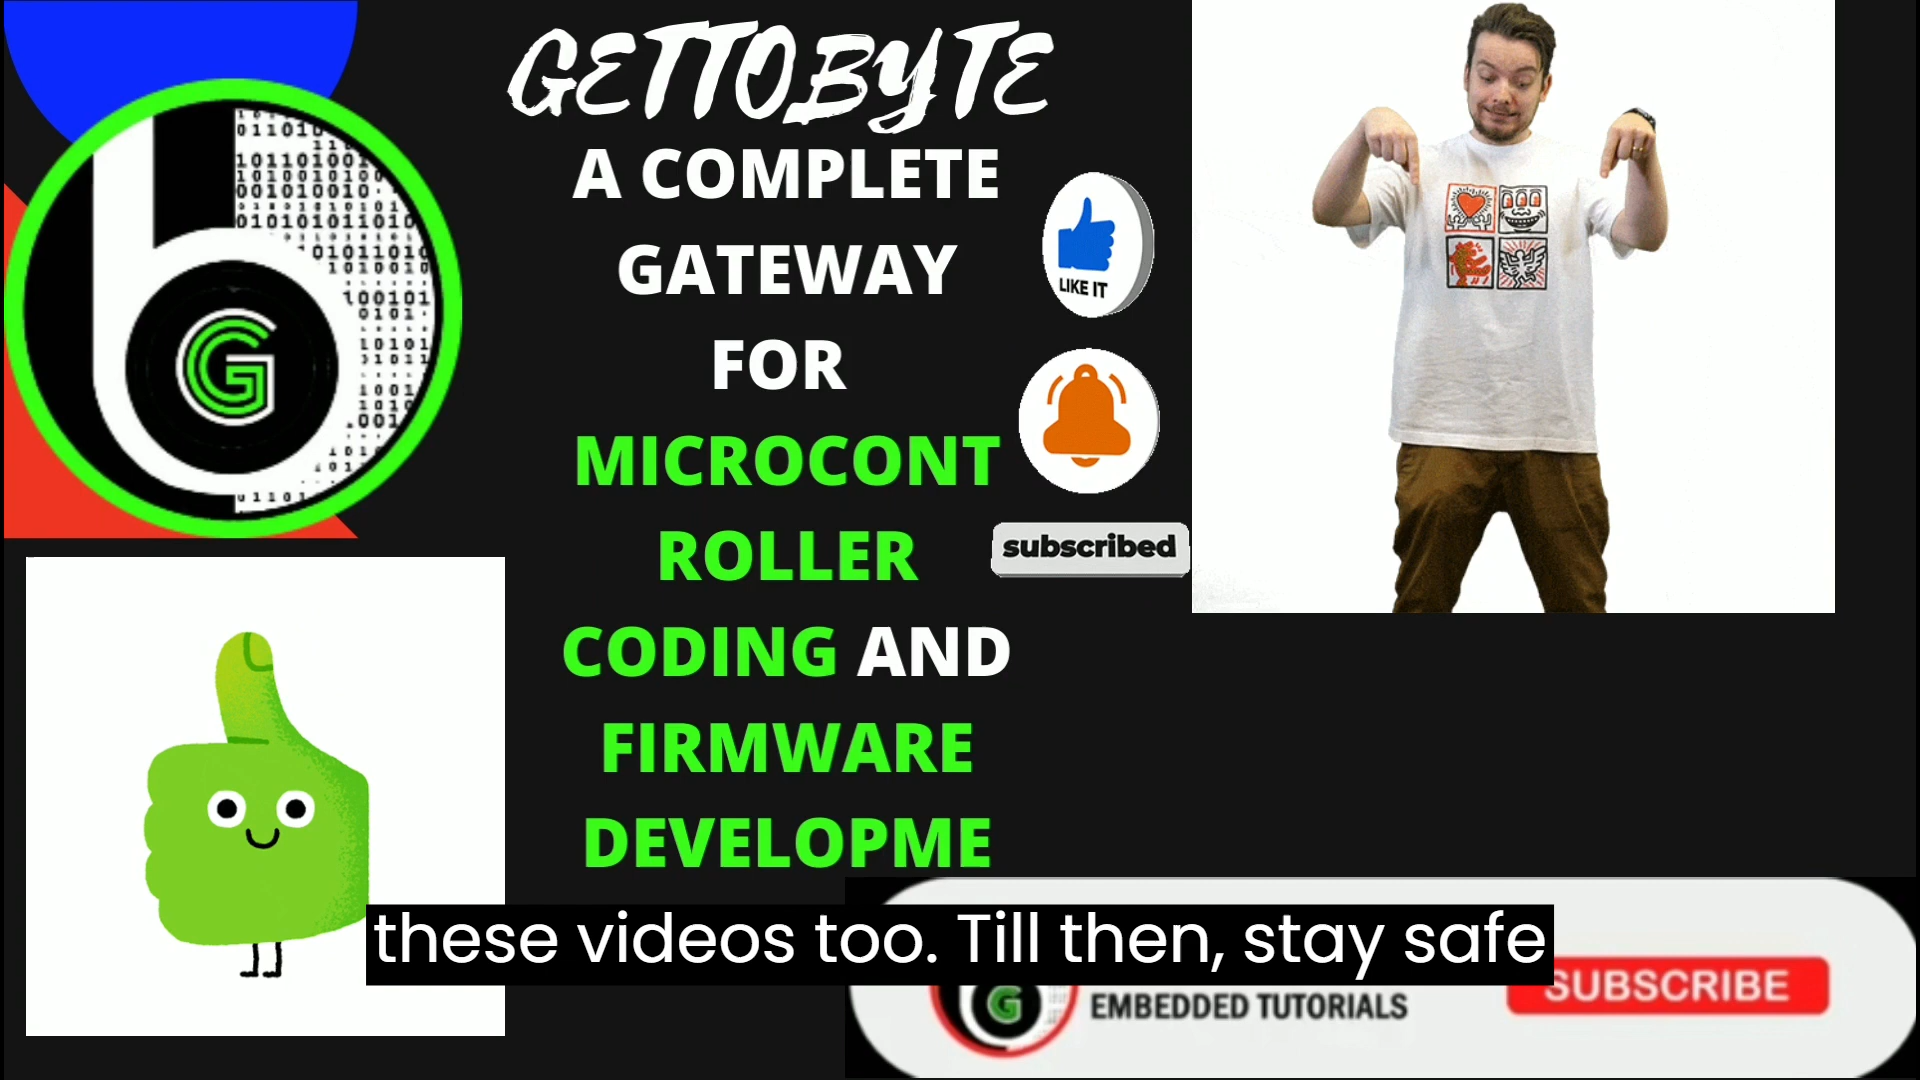 GETTOBYTE
A COMPLETE
GATEWAY
FOR
MICROCONT
ROLLER
CODING AND
FIRMWARE
DEVELOPME
LIKE IT
subscribed
G
these videos too. Till then, stay safe
G
EMBEDDED TUTORIALS
SUBSCRIBE